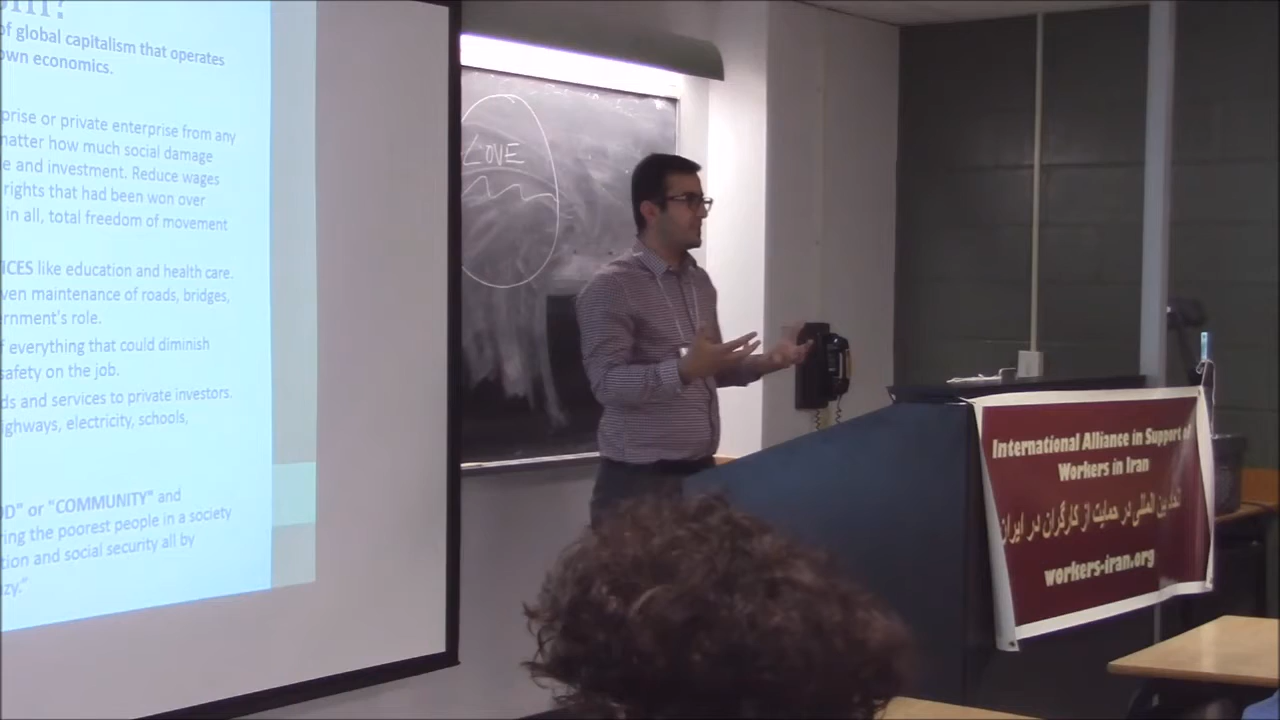 of global capitalism that operates
own economics.
prise or private enterprise from any
matter how much social damage
e and investment. Reduce wages
rights that had been won over
in all, total freedom of movement
ICES like education and health care.
ven maintenance of roads, bridges,
ernment's role.
f everything that could diminish
safety on the job.
ds and services to private investors.
ighways, electricity, schools,
OD" or "COMMUNITY" and
ring the poorest people in a society
tion and social security all by
zy."
LOVE
International Alliance in Support of
Workers in Iran
اتحاد بین المللی در حمایت از کارگران در ایران
workers-iran.org